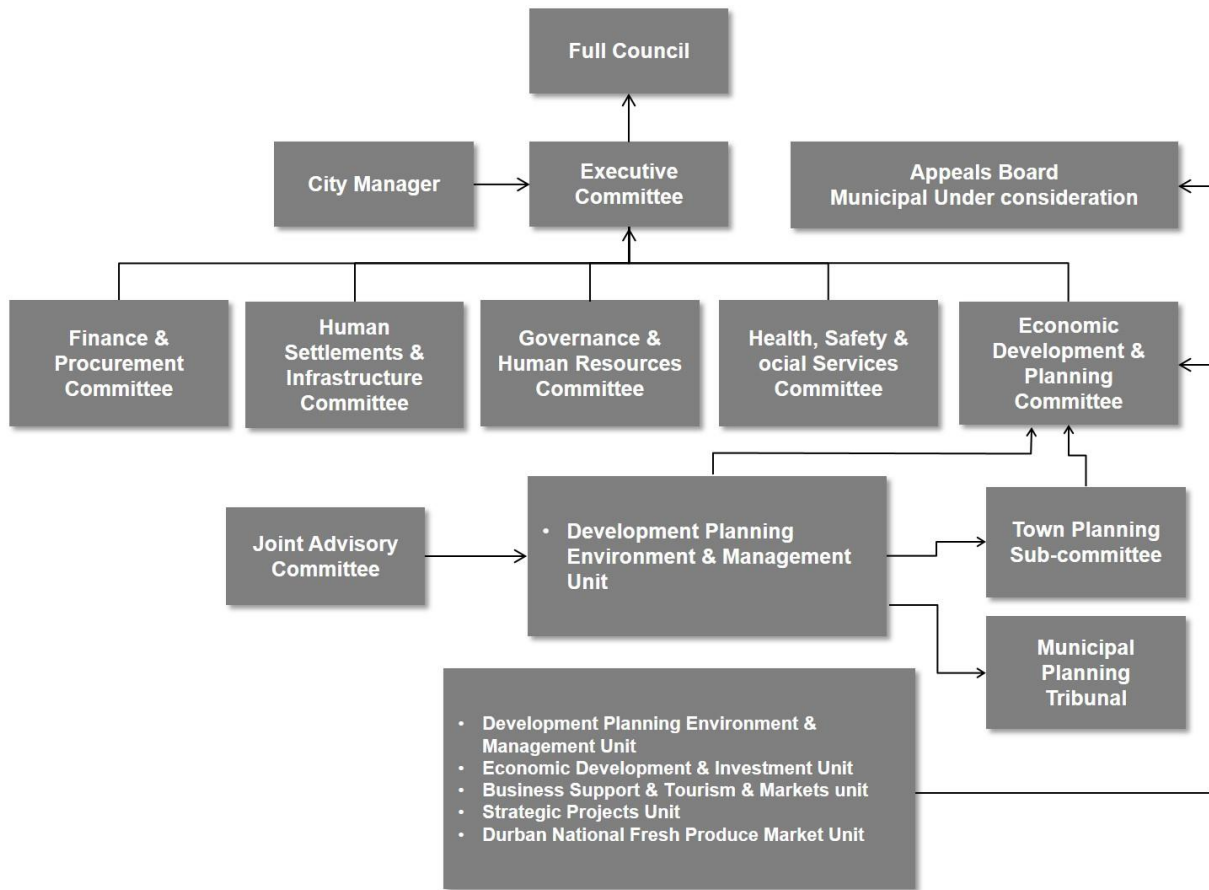 Full Council
City Manager
Executive
Committee
Appeals Board
Municipal Under consideration
Finance &
Procurement
Committee
Human
Settlements &
Infrastructure
Committee
Governance &
Human Resources
Committee
Health, Safety &
ocial Services
Committee
Economic
Development &
Planning
Committee
Joint Advisory
Committee
• Development Planning
Environment & Management
Unit
Town Planning
Sub-committee
Municipal
Planning
Tribunal
• Development Planning Environment &
Management Unit
• Economic Development & Investment Unit
• Business Support & Tourism & Markets unit
• Strategic Projects Unit
• Durban National Fresh Produce Market Unit